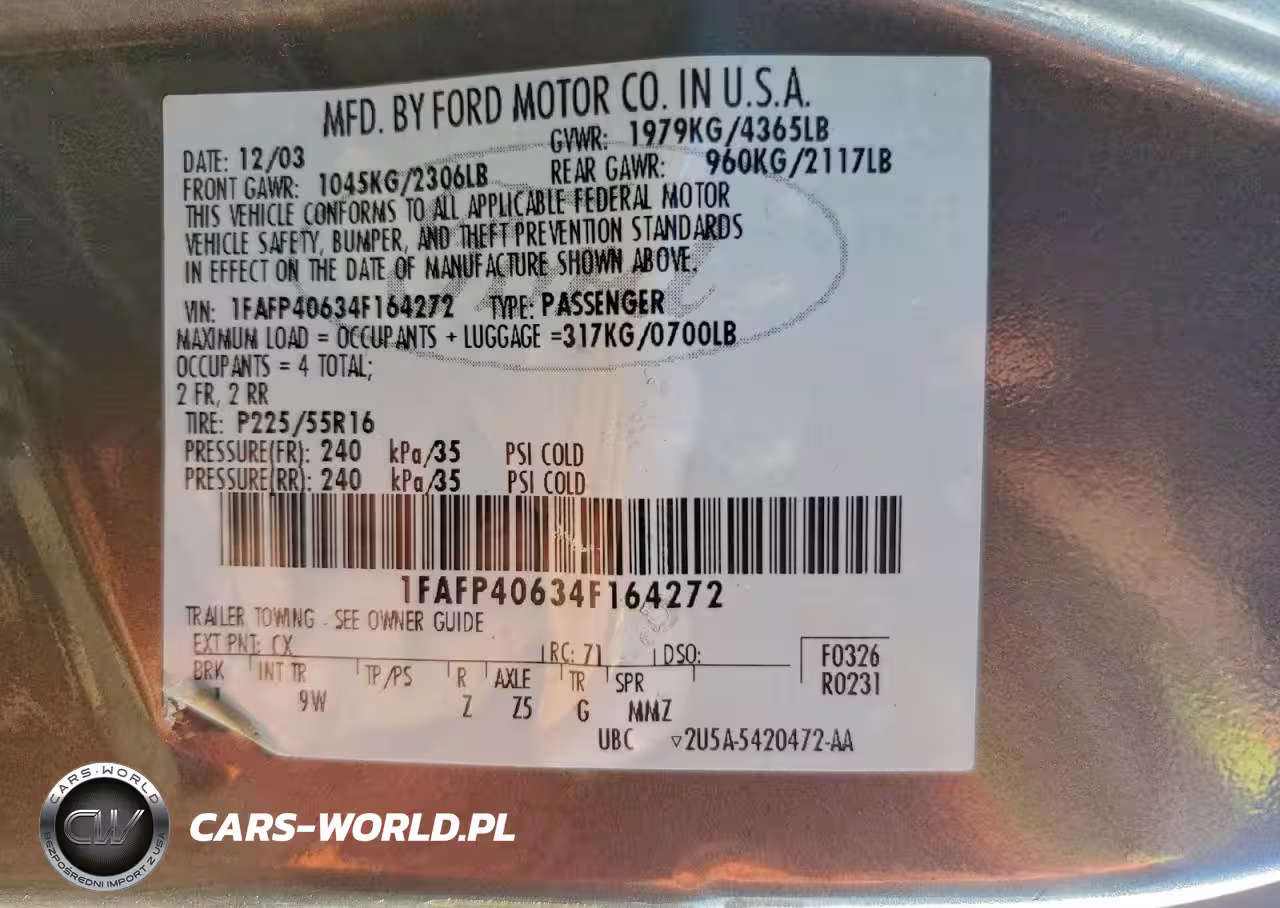 MFD. BY FORD MOTOR CO. IN U.S.A.
DATE: 12/03 GVWR: 1979KG/4365LB
FRONT GAWR: 1045KG/2306LB REAR GAWR: 960KG/2117LB
THIS VEHICLE CONFORMS TO ALL APPLICABLE FEDERAL MOTOR
VEHICLE SAFETY, BUMPER, AND THEFT PREVENTION STANDARDS
IN EFFECT ON THE DATE OF MANUFACTURE SHOWN ABOVE.
VIN: 1FAFP40634F164272 TYPE: PASSENGER
MAXIMUM LOAD = OCCUPANTS + LUGGAGE =317KG/0700LB
OCCUPANTS = 4 TOTAL;
2 FR, 2 RR
TIRE: P225/55R16
PRESSURE(FR): 240 kPa/35 PSI COLD
PRESSURE(RR): 240 kPa/35 PSI COLD
1FAFP40634F164272
TRAILER TOWING - SEE OWNER GUIDE
EXT PNT: CX RC: 71 DSO: F0326
BRK INT TR TP/PS R AXLE TR SPR R0231
9W Z Z5 G MMZ
UBC ▽2U5A-5420472-AA
CARS-WORLD
CW
BEZPOŚREDNI IMPORT Z USA
CARS-WORLD.PL